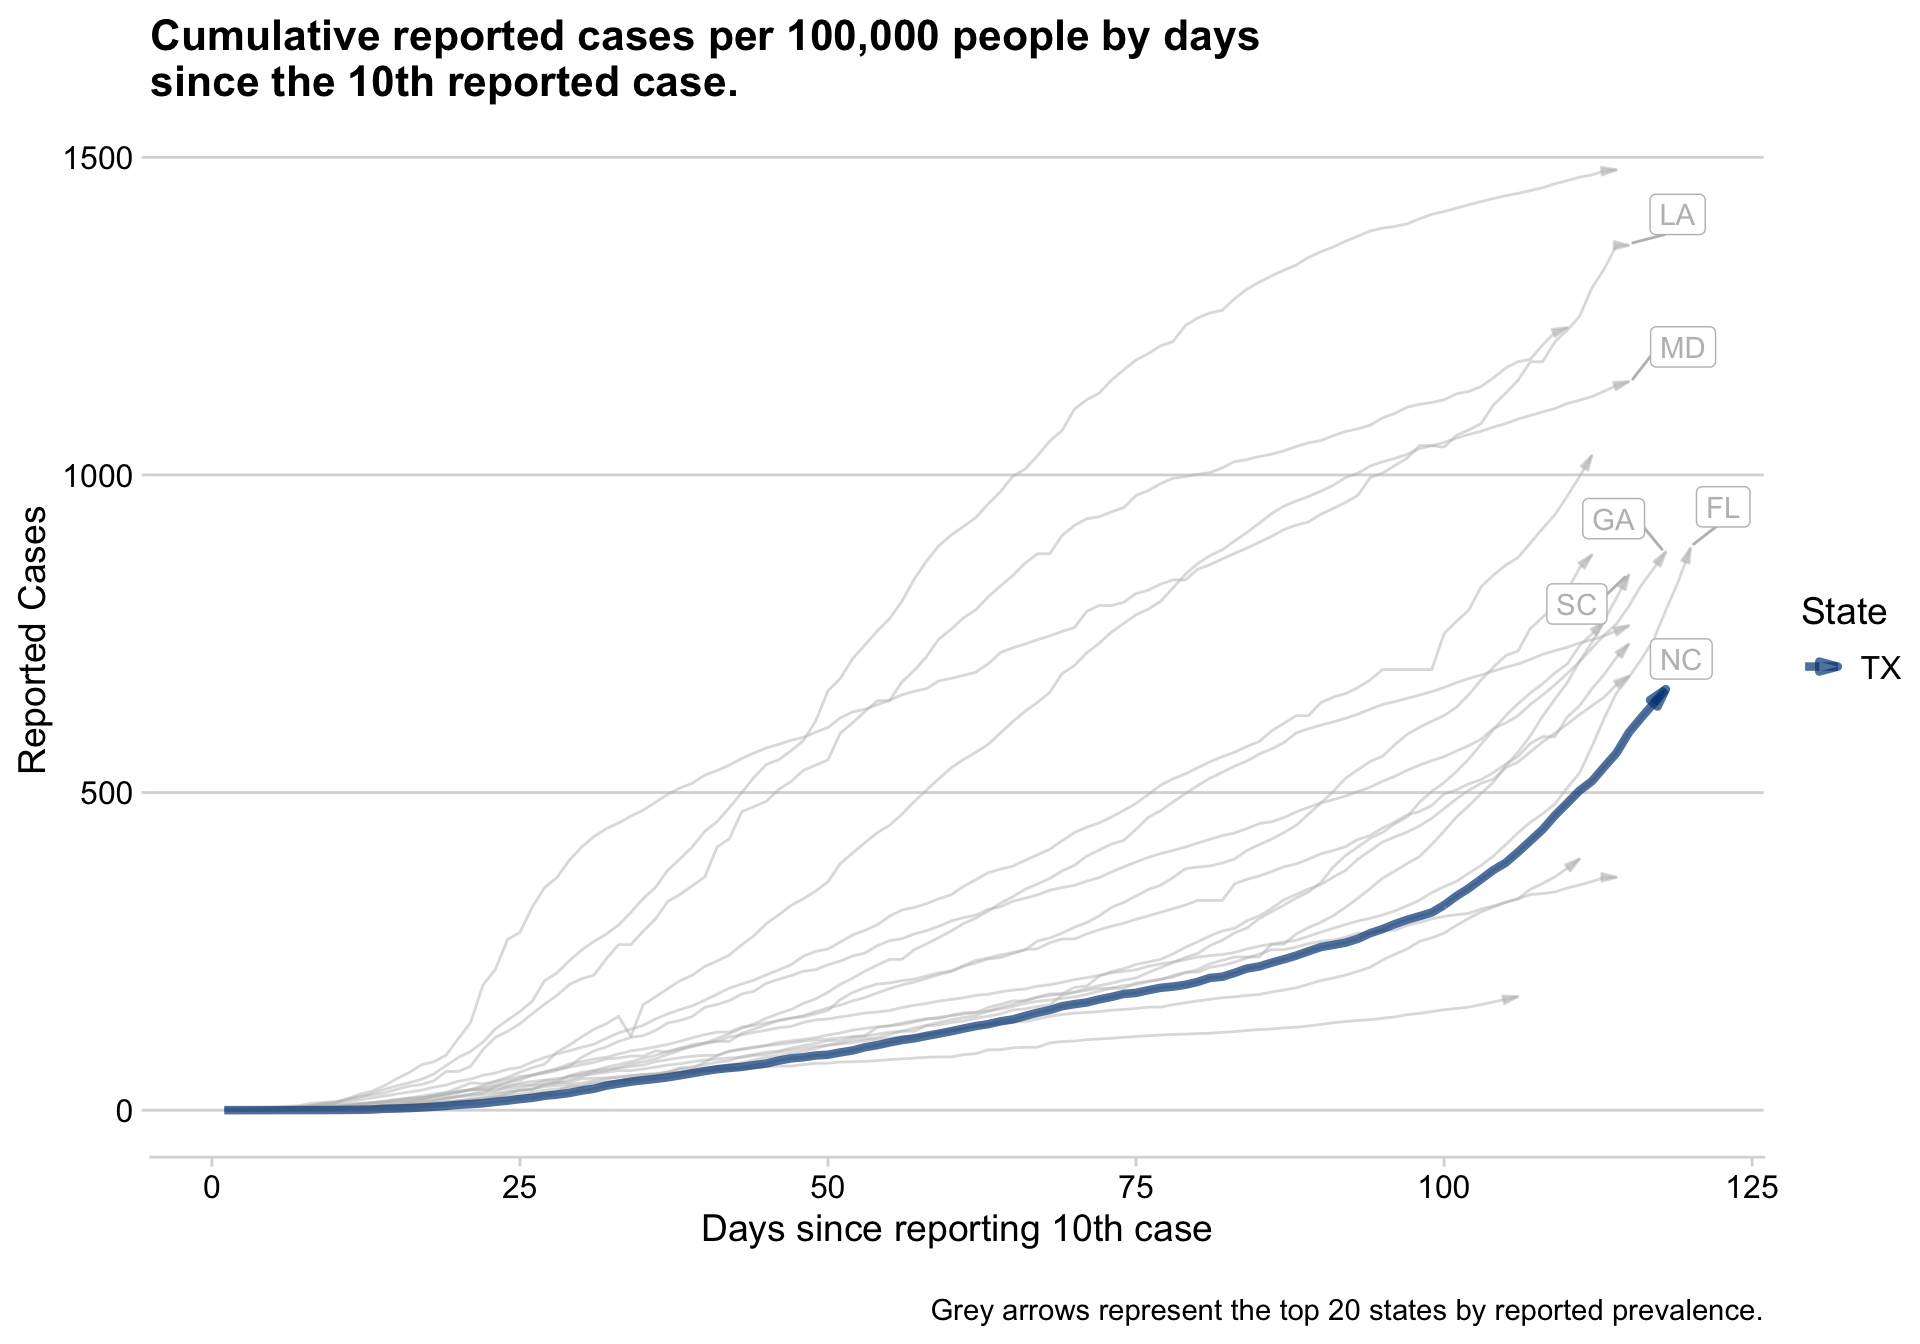 Cumulative reported cases per 100,000 people by days
since the 10th reported case.
1500
1000
500
0
Reported Cases
LA
MD
FL
GA
SC
NC
State
TX
0
25
50
75
100
125
Days since reporting 10th case
Grey arrows represent the top 20 states by reported prevalence.